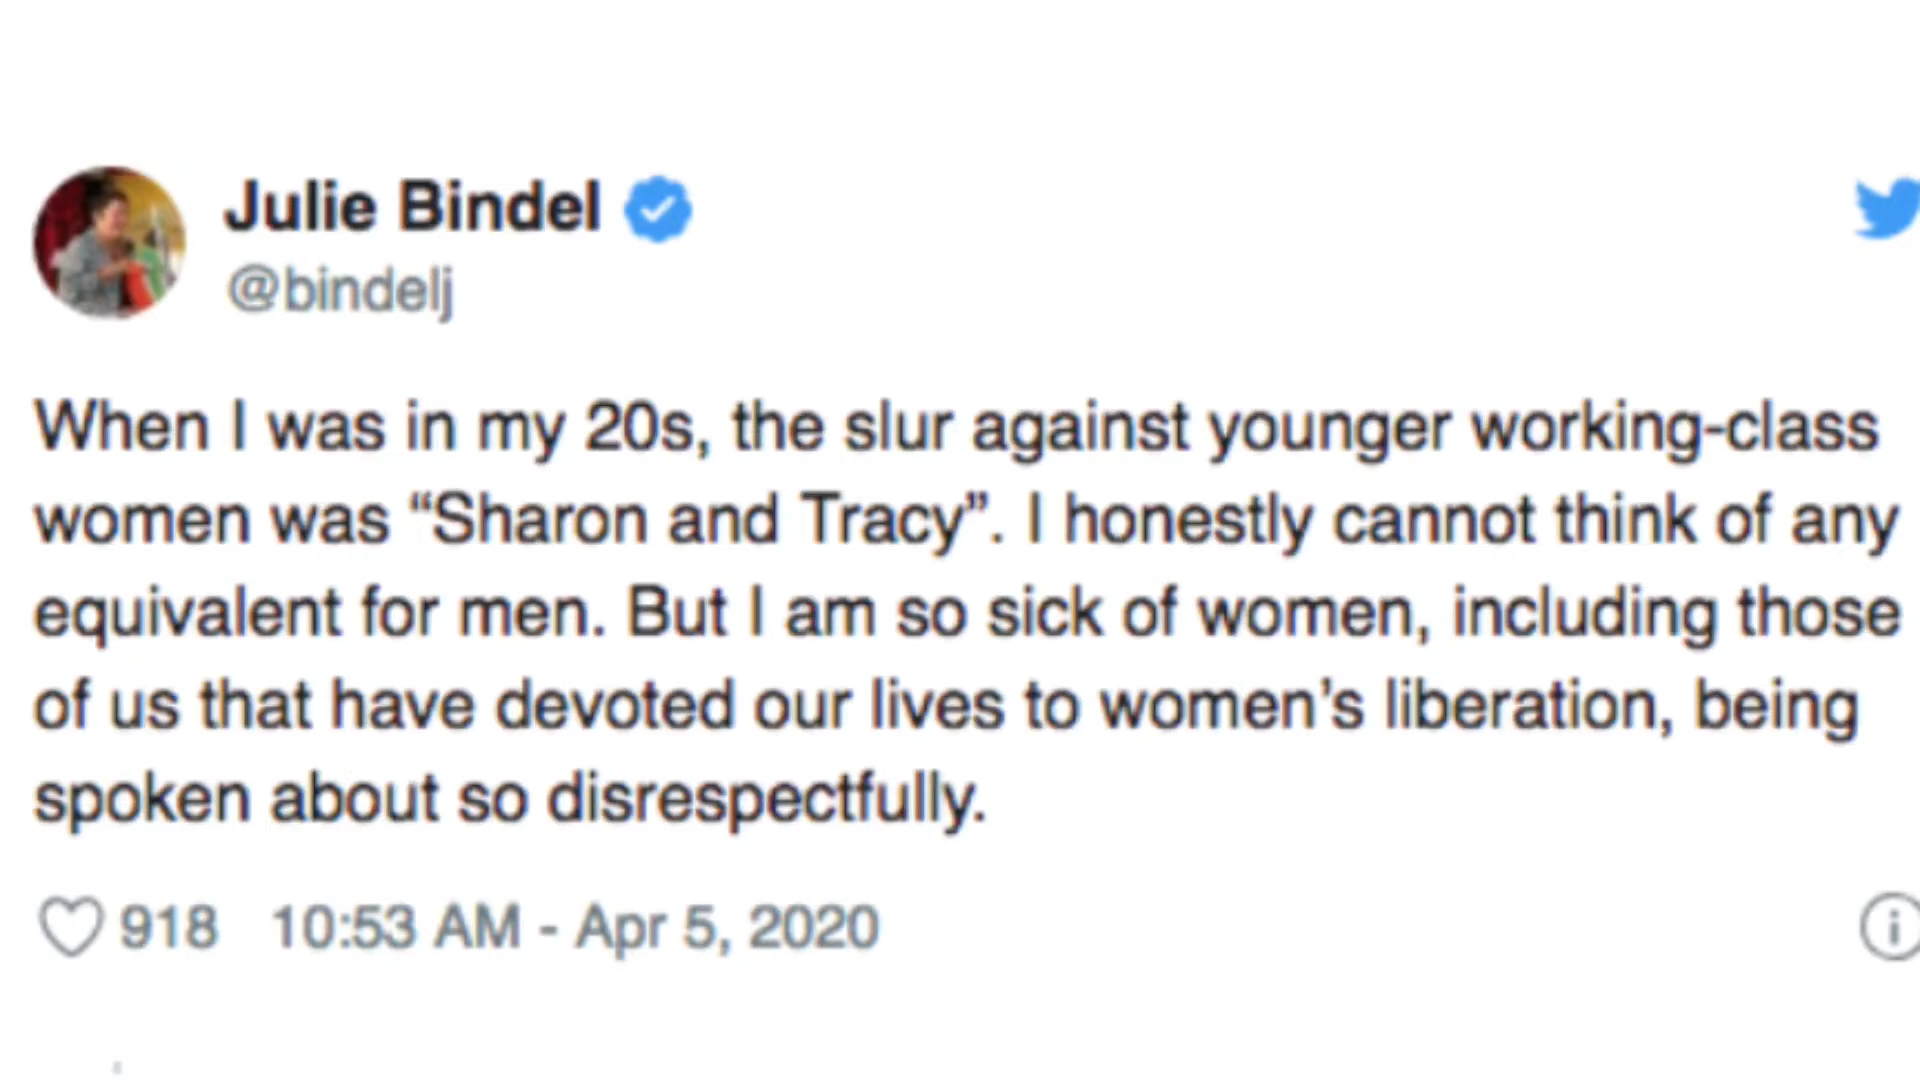 Julie Bindel
@bindelj
When I was in my 20s, the slur against younger working-class
women was “Sharon and Tracy”. I honestly cannot think of any
equivalent for men. But I am so sick of women, including those
of us that have devoted our lives to women’s liberation, being
spoken about so disrespectfully.
918 10:53 AM - Apr 5, 2020